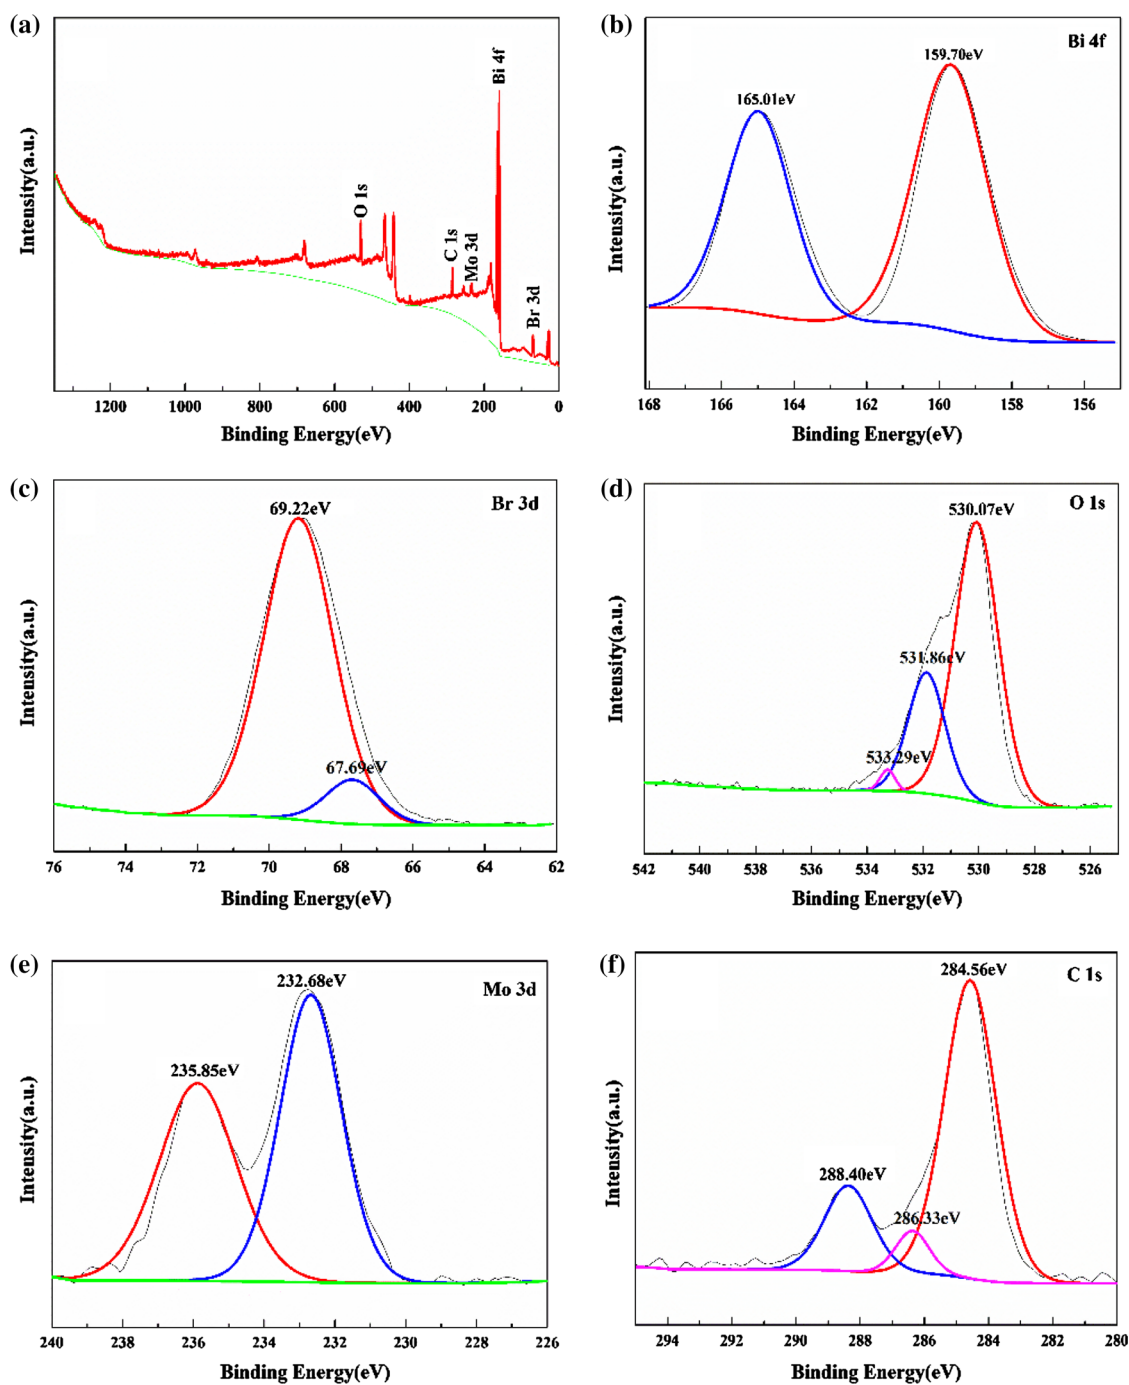 (a)
Bi 4f
O 1s
C 1s
Mo 3d
Br 3d
Intensity(a.u.)
1200 1000 800 600 400 200 0
Binding Energy(eV)
(b)
Bi 4f
159.70eV
165.01eV
Intensity(a.u.)
168 166 164 162 160 158 156
Binding Energy(eV)
(c)
Br 3d
69.22eV
67.69eV
Intensity(a.u.)
76 74 72 70 69 68 66 64 62
Binding Energy(eV)
(d)
O 1s
530.07eV
531.86eV
533.29eV
Intensity(a.u.)
542 540 538 536 534 532 530 528 526
Binding Energy(eV)
(e)
Mo 3d
232.68eV
235.85eV
Intensity(a.u.)
240 238 236 234 232 230 228 226
Binding Energy(eV)
(f)
C 1s
284.56eV
288.40eV
286.33eV
Intensity(a.u.)
294 292 290 288 286 284 282 280
Binding Energy(eV)